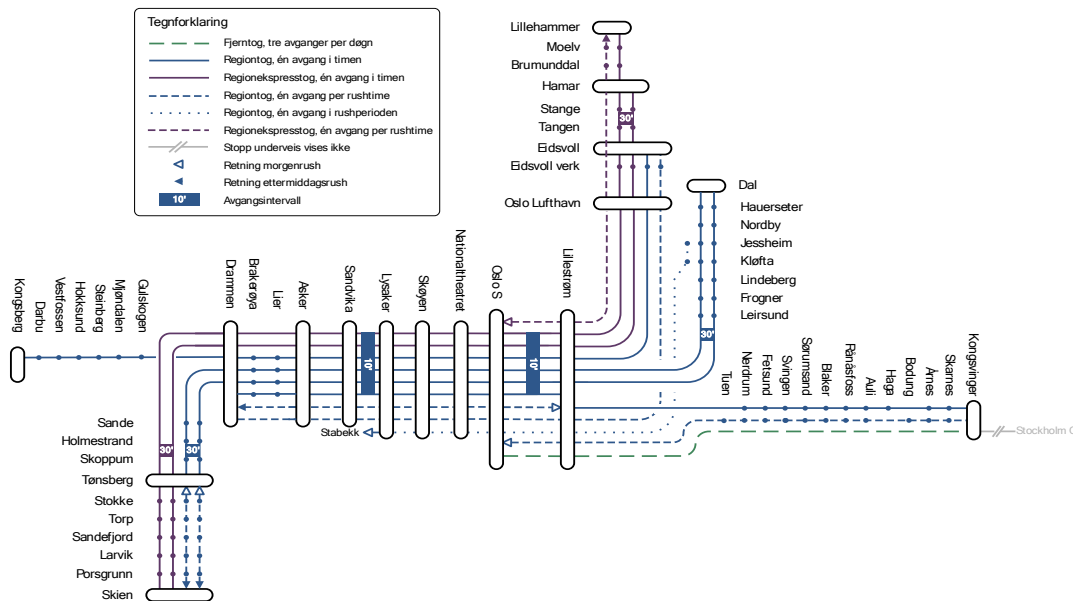 Tegnforklaring
Fjerntog, tre avganger per døgn
Regiontog, én avgang i timen
Regionekspresstog, én avgang i timen
Regiontog, én avgang per rushtime
Regiontog, én avgang i rushperioden
Regionekspresstog, én avgang per rushtime
Stopp underveis vises ikke
Retning morgenrush
Retning ettermiddagsrush
10' Avgangsintervall
Lillehammer
Moelv
Brumunddal
Hamar
Stange
30'
Tangen
Eidsvoll
Eidsvoll verk
Oslo Lufthavn
Dal
Hauerseter
Nordby
Jessheim
Kløfta
Lindeberg
Frogner
Leirsund
30'
Kongsberg
Darbu
Vestfossen
Hokksund
Steinberg
Mjøndalen
Gulskogen
Drammen
Brakerøya
Lier
Asker
Sandvika
Lysaker
Skøyen
Nationaltheatret
Oslo S
Lillestrøm
10'
10'
Stabekk
Tuen
Nerdrum
Fetsund
Svingen
Sørumsand
Blaker
Rånåsfoss
Auli
Haga
Bodung
Årnes
Skarnes
Kongsvinger
Stockholm C
Sande
Holmestrand
30'
30'
Skoppum
Tønsberg
Stokke
Torp
Sandefjord
Larvik
Porsgrunn
Skien